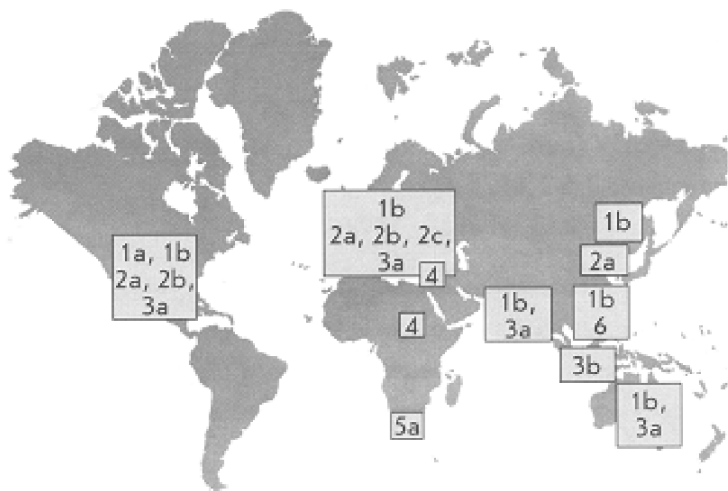 1a, 1b
2a, 2b,
3a
1b
2a, 2b, 2c,
3a
4
4
5a
1b
2a
1b,
3a
1b
6
3b
1b,
3a